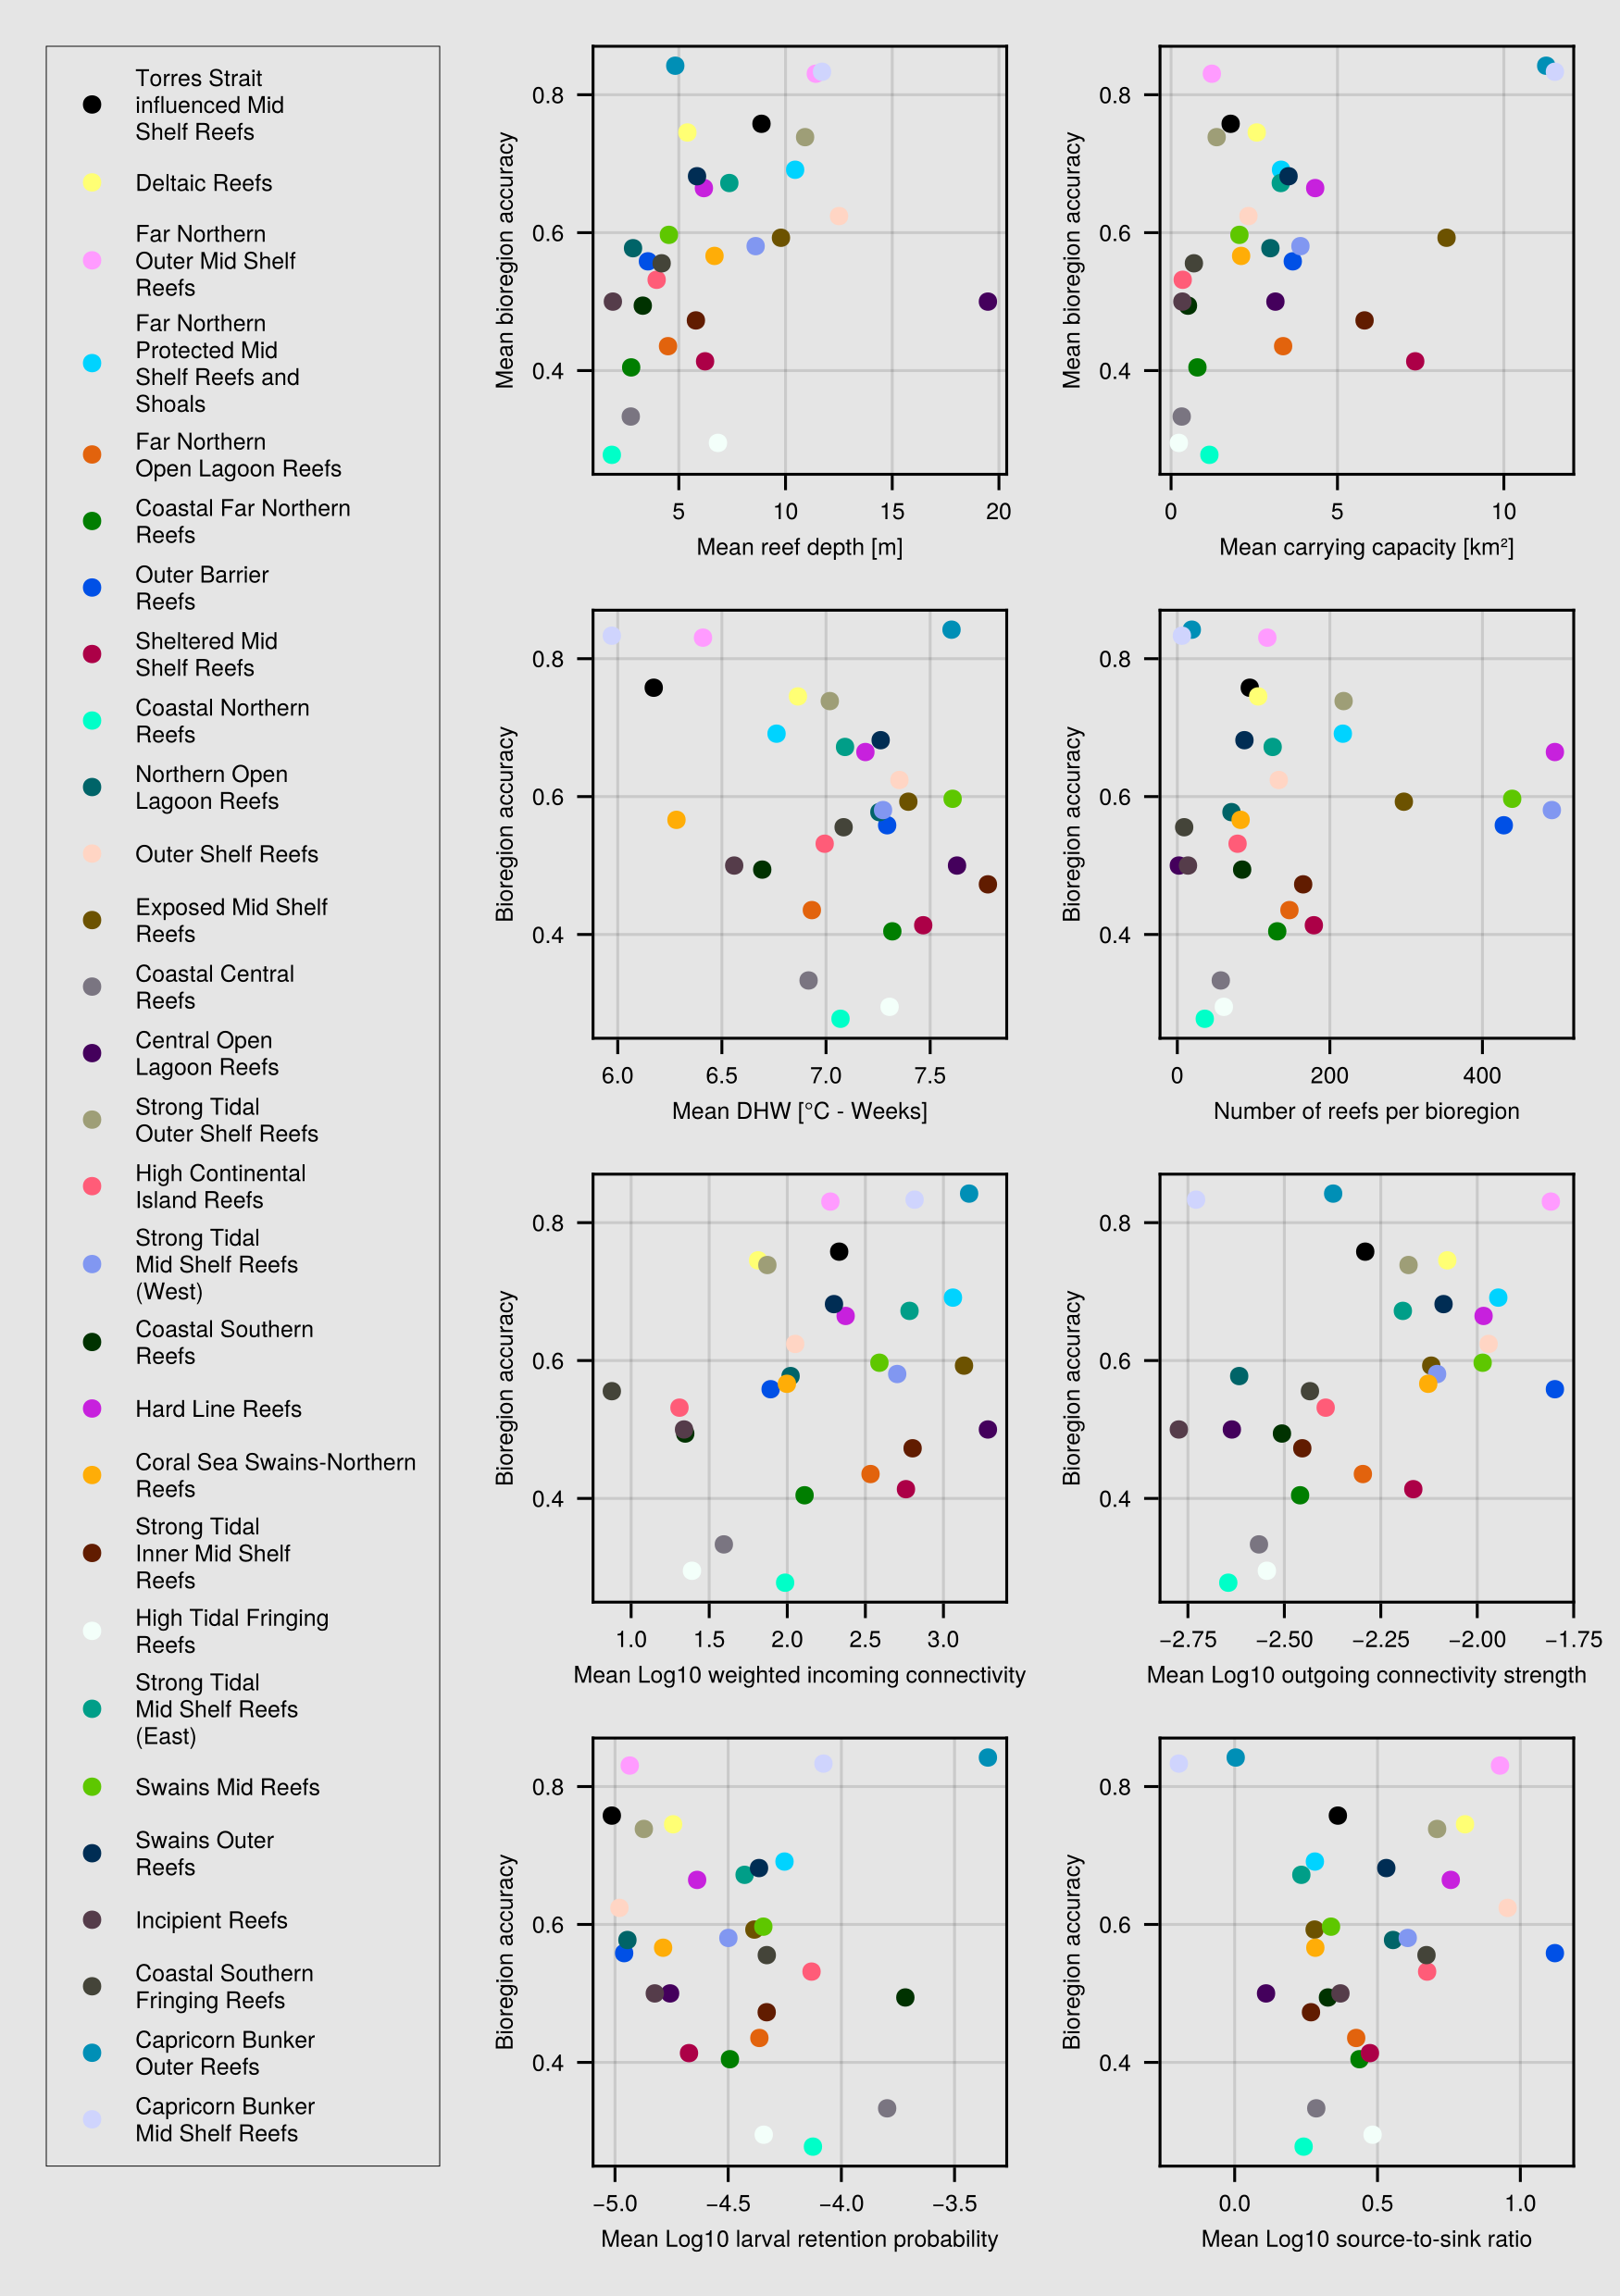 Torres Strait
influenced Mid
Shelf Reefs
Deltaic Reefs
Far Northern
Outer Mid Shelf
Reefs
Far Northern
Protected Mid
Shelf Reefs and
Shoals
Far Northern
Open Lagoon Reefs
Coastal Far Northern
Reefs
Outer Barrier
Reefs
Sheltered Mid
Shelf Reefs
Coastal Northern
Reefs
Northern Open
Lagoon Reefs
Outer Shelf Reefs
Exposed Mid Shelf
Reefs
Coastal Central
Reefs
Central Open
Lagoon Reefs
Strong Tidal
Outer Shelf Reefs
High Continental
Island Reefs
Strong Tidal
Mid Shelf Reefs
(West)
Coastal Southern
Reefs
Hard Line Reefs
Coral Sea Swains-Northern
Reefs
Strong Tidal
Inner Mid Shelf
Reefs
High Tidal Fringing
Reefs
Strong Tidal
Mid Shelf Reefs
(East)
Swains Mid Reefs
Swains Outer
Reefs
Incipient Reefs
Coastal Southern
Fringing Reefs
Capricorn Bunker
Outer Reefs
Capricorn Bunker
Mid Shelf Reefs
Mean bioregion accuracy
0.8
0.6
0.4
5 10 15 20
Mean reef depth [m]
Mean bioregion accuracy
0.8
0.6
0.4
0 5 10
Mean carrying capacity [km²]
Bioregion accuracy
0.8
0.6
0.4
6.0 6.5 7.0 7.5
Mean DHW [°C - Weeks]
Bioregion accuracy
0.8
0.6
0.4
0 200 400
Number of reefs per bioregion
Bioregion accuracy
0.8
0.6
0.4
1.0 1.5 2.0 2.5 3.0
Mean Log10 weighted incoming connectivity
Bioregion accuracy
0.8
0.6
0.4
−2.75 −2.50 −2.25 −2.00 −1.75
Mean Log10 outgoing connectivity strength
Bioregion accuracy
0.8
0.6
0.4
−5.0 −4.5 −4.0 −3.5
Mean Log10 larval retention probability
Bioregion accuracy
0.8
0.6
0.4
0.0 0.5 1.0
Mean Log10 source-to-sink ratio